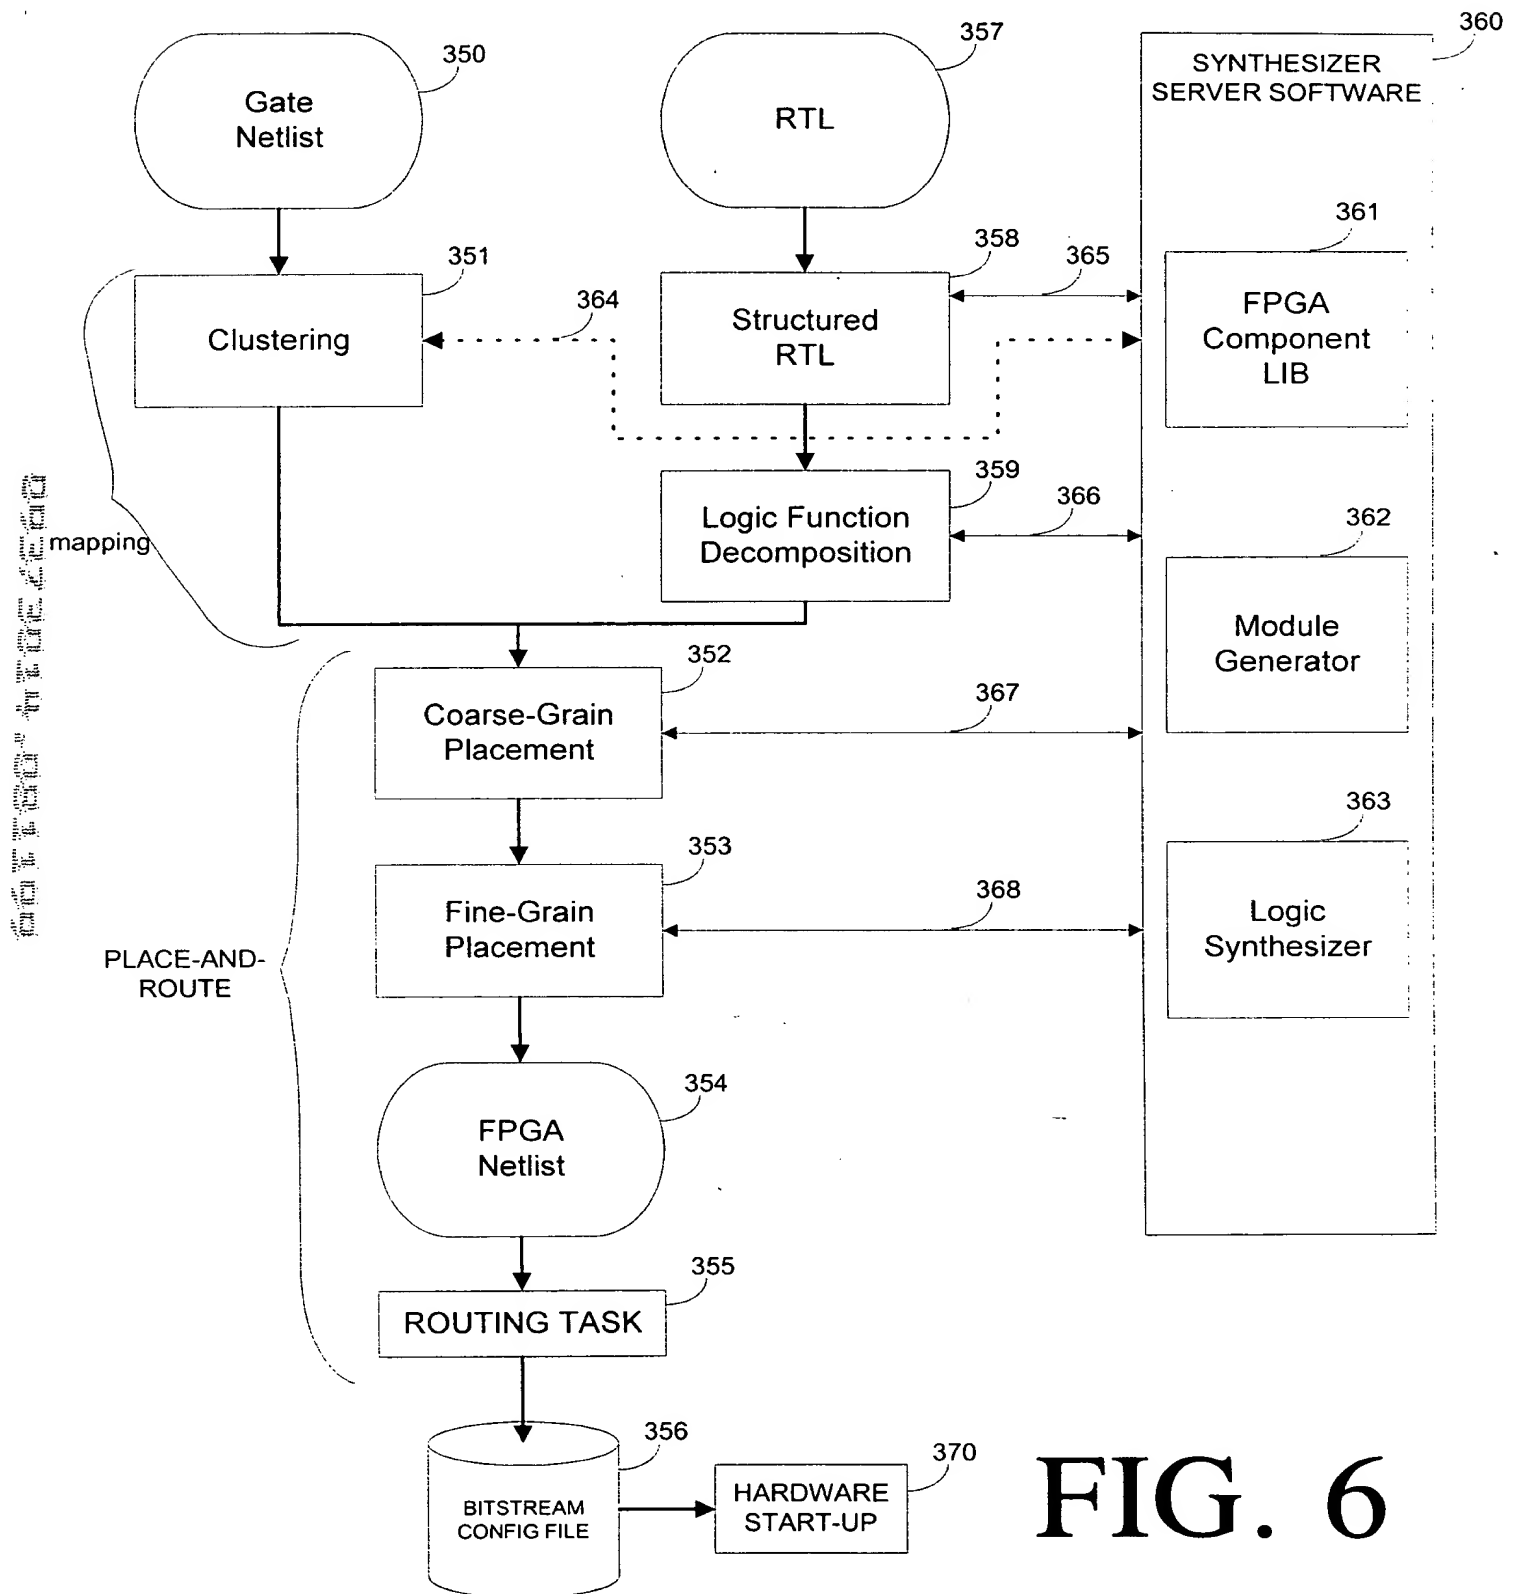 350
357
360
Gate
Netlist
RTL
SYNTHESIZER
SERVER SOFTWARE
351
358
365
361
364
Clustering
Structured
RTL
FPGA
Component
LIB
359
366
362
mapping
Logic Function
Decomposition
352
367
Module
Generator
Coarse-Grain
Placement
353
368
363
Fine-Grain
Placement
Logic
Synthesizer
PLACE-AND-
ROUTE
354
FPGA
Netlist
355
ROUTING TASK
356
370
BITSTREAM
CONFIG FILE
HARDWARE
START-UP
FIG. 6